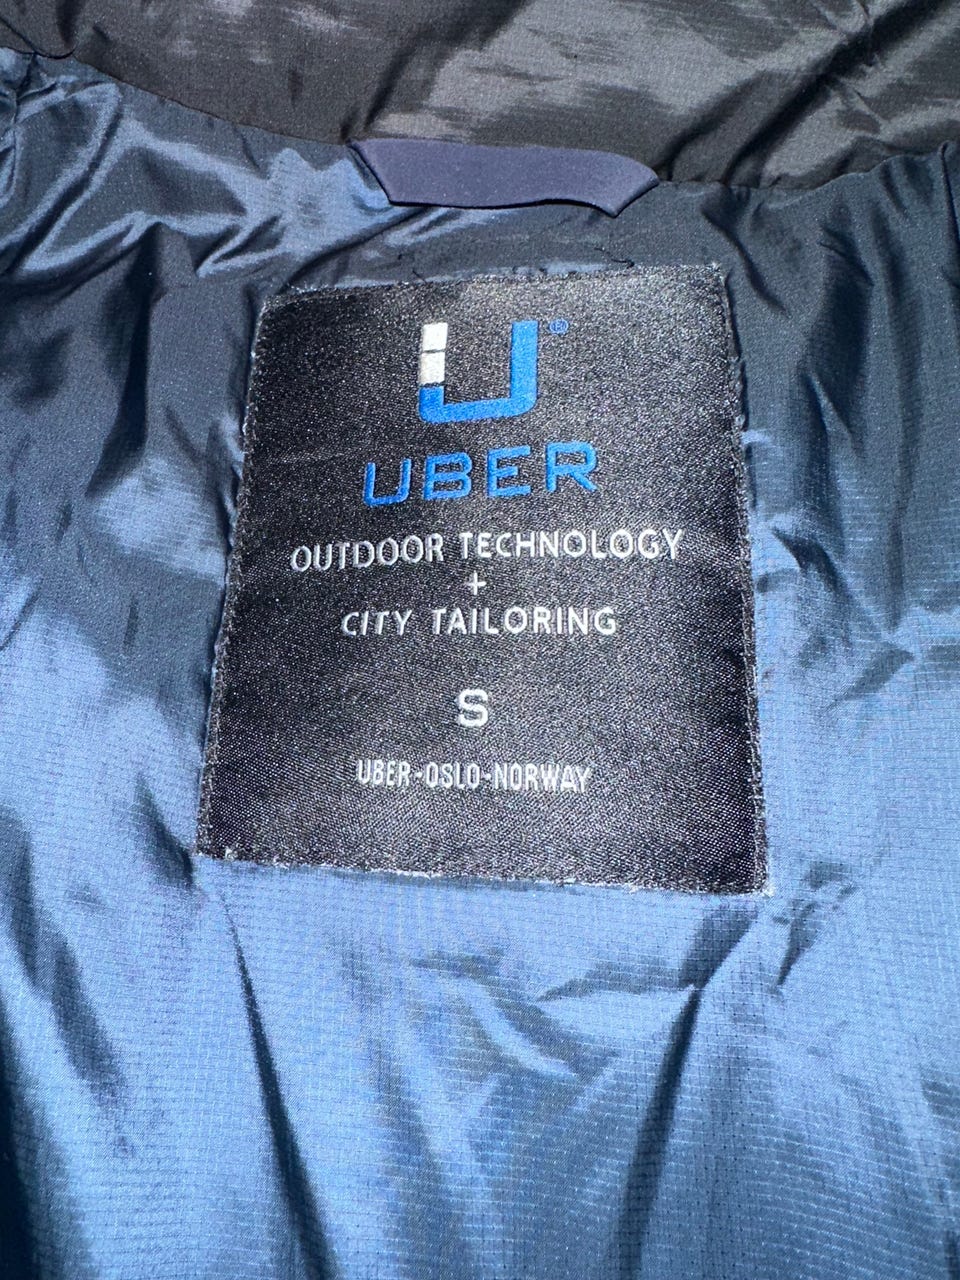 U®
UBER
OUTDOOR TECHNOLOGY
+
CITY TAILORING
S
UBER-OSLO-NORWAY